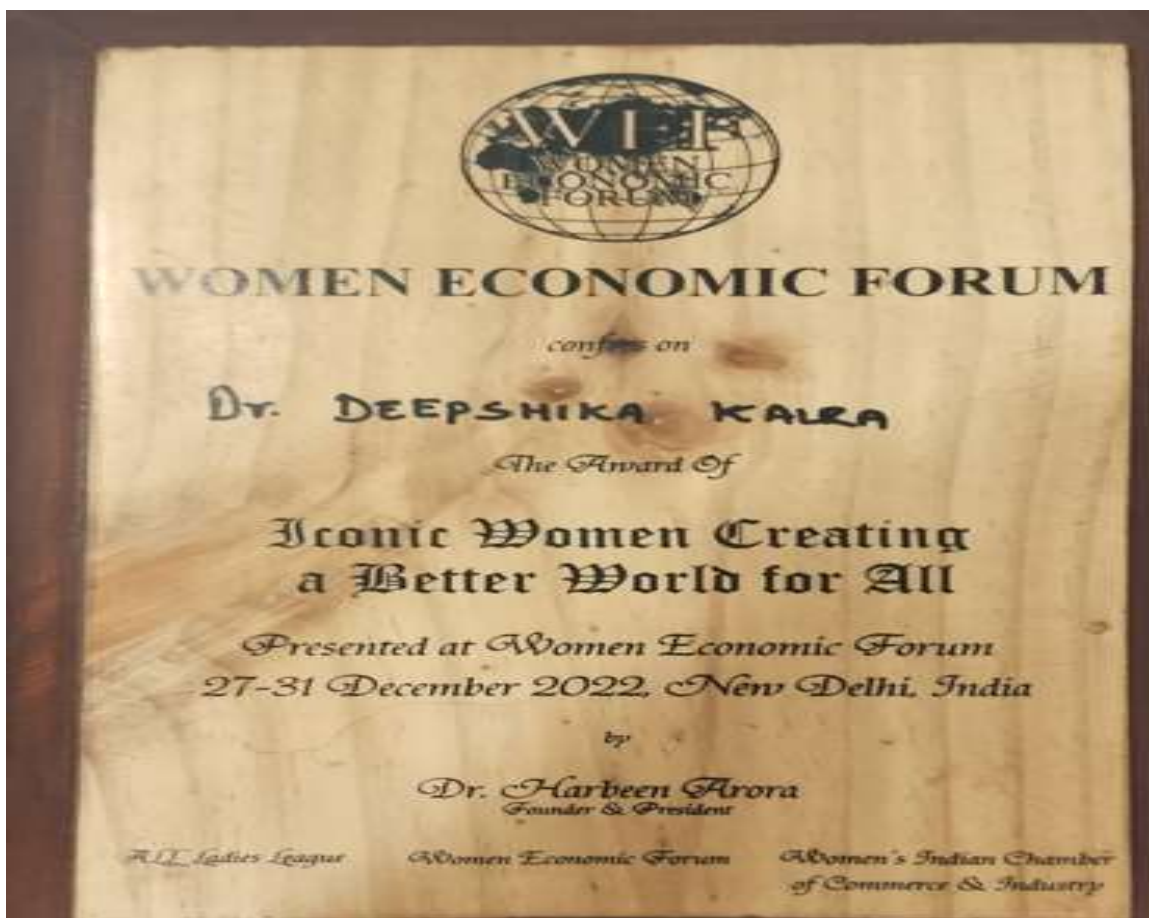 WEF
WOMEN
ECONOMIC
FORUM
WOMEN ECONOMIC FORUM
confers on
Dr. DEEPSHIKA KALRA
The Award Of
Iconic Women Creating
a Better World for All
Presented at Women Economic Forum
27-31 December 2022, New Delhi, India
by
Dr. Harbeen Arora
Founder & President
ALL Ladies League
Women Economic Forum
Women's Indian Chamber
of Commerce & Industry